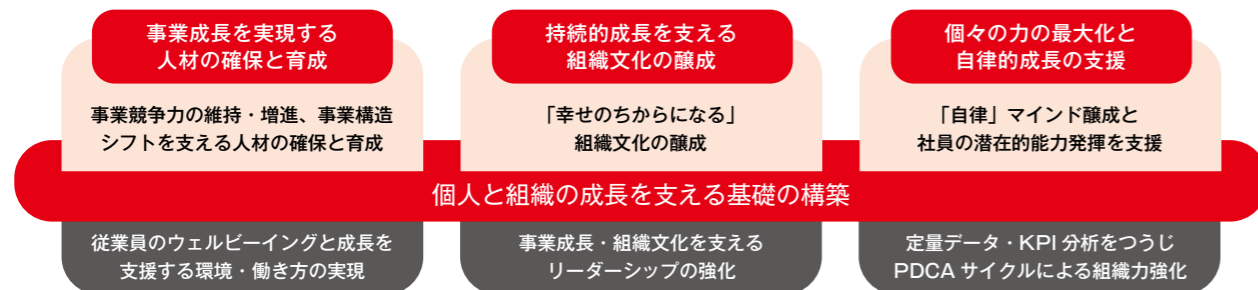 事業成長を実現する
人材の確保と育成
事業競争力の維持・増進、事業構造
シフトを支える人材の確保と育成
持続的成長を支える
組織文化の醸成
「幸せのちからになる」
組織文化の醸成
個々の力の最大化と
自律的成長の支援
「自律」マインド醸成と
社員の潜在的能力発揮を支援
個人と組織の成長を支える基礎の構築
従業員のウェルビーイングと成長を
支援する環境・働き方の実現
事業成長・組織文化を支える
リーダーシップの強化
定量データ・KPI 分析をつうじ
PDCA サイクルによる組織力強化